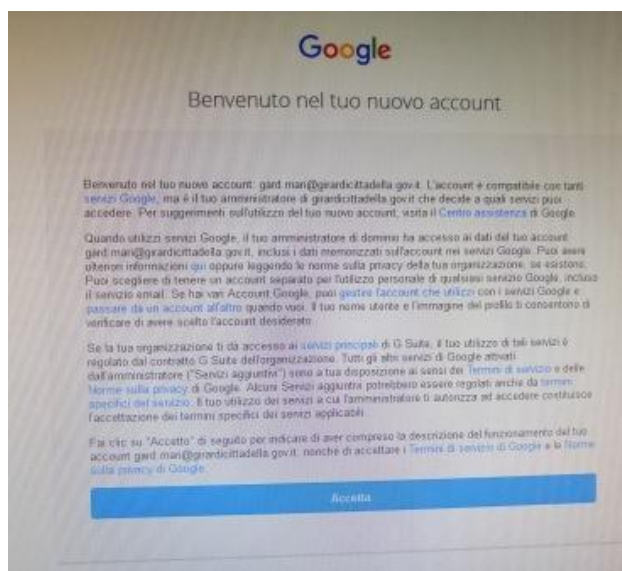 Google
Benvenuto nel tuo nuovo account
Benvenuto nel tuo nuovo account: gard man@girardicittadella.gov.it. L'account è compatibile con tanti
servizi Google, ma è il tuo amministratore di girardicittadella.gov.it che decide a quali servizi puoi
accedere. Per suggerimenti sull'utilizzo del tuo nuovo account, visita il Centro assistenza di Google.
Quando utilizzi servizi Google, il tuo amministratore di dominio ha accesso ai dati del tuo account
gard man@girardicittadella.gov.it, inclusi i dati memorizzati sull'account nei servizi Google. Puoi avere
ulteriori informazioni qui oppure leggendo le norme sulla privacy della tua organizzazione, se esistono.
Puoi scegliere di tenere un account separato per l'utilizzo personale di qualsiasi servizio Google, incluso
il servizio email. Se hai vari Account Google, puoi gestire l'account che utilizzi con i servizi Google e
passare da un account all'altro quando vuoi. Il tuo nome utente e l'immagine del profilo ti consentono di
verificare di avere scelto l'account desiderato.
Se la tua organizzazione ti dà accesso ai servizi principali di G Suite, il tuo utilizzo di tali servizi è
regolato dal contratto G Suite dell'organizzazione. Tutti gli altri servizi di Google attivati
dall'amministratore ("Servizi aggiuntivi") sono a tua disposizione ai sensi dei Termini di servizio e delle
Norme sulla privacy di Google. Alcuni Servizi aggiuntivi potrebbero essere regolati anche da termini
specifici del servizio. Il tuo utilizzo dei servizi a cui l'amministratore ti autorizza ad accedere costituisce
l'accettazione dei termini specifici dei servizi applicabili.
Fai clic su "Accetto" di seguito per indicare di aver compreso la descrizione del funzionamento del tuo
account gard man@girardicittadella.gov.it, nonché di accettare i Termini di servizio di Google e le Norme
sulla privacy di Google.
Accetta